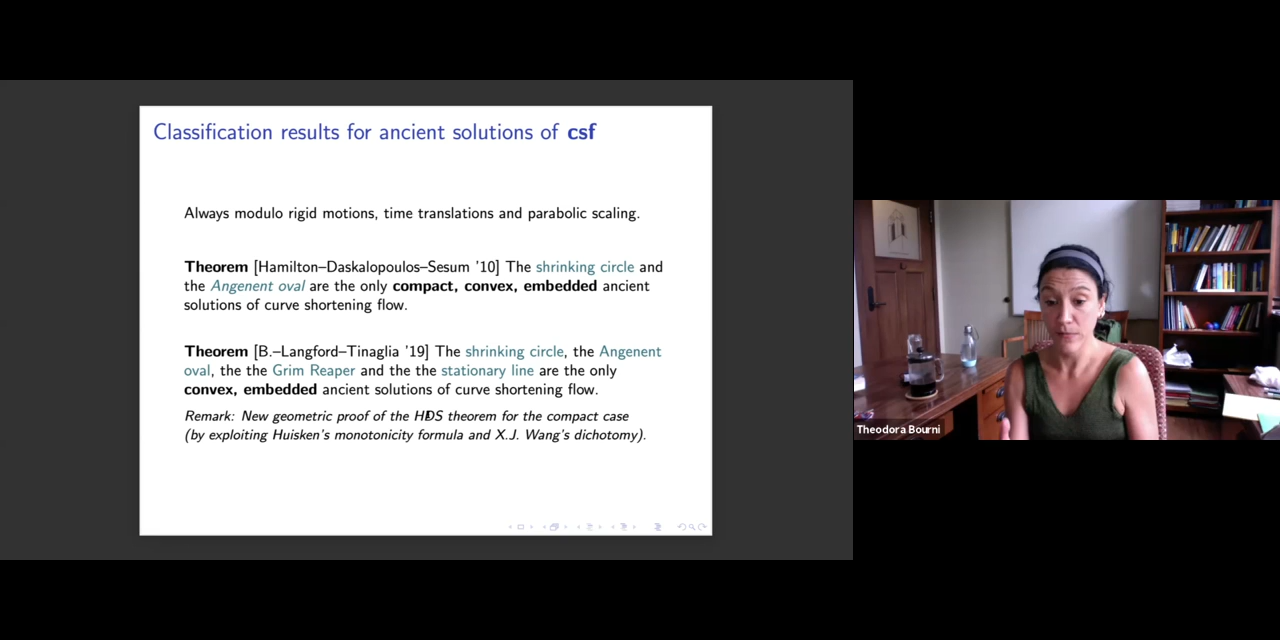 Classification results for ancient solutions of csf
Always modulo rigid motions, time translations and parabolic scaling.
Theorem [Hamilton–Daskalopoulos–Sesum '10] The shrinking circle and
the Angenent oval are the only compact, convex, embedded ancient
solutions of curve shortening flow.
Theorem [B.–Langford–Tinaglia '19] The shrinking circle, the Angenent
oval, the the Grim Reaper and the the stationary line are the only
convex, embedded ancient solutions of curve shortening flow.
Remark: New geometric proof of the HDS theorem for the compact case
(by exploiting Huisken's monotonicity formula and X.J. Wang's dichotomy).
Theodora Bourni